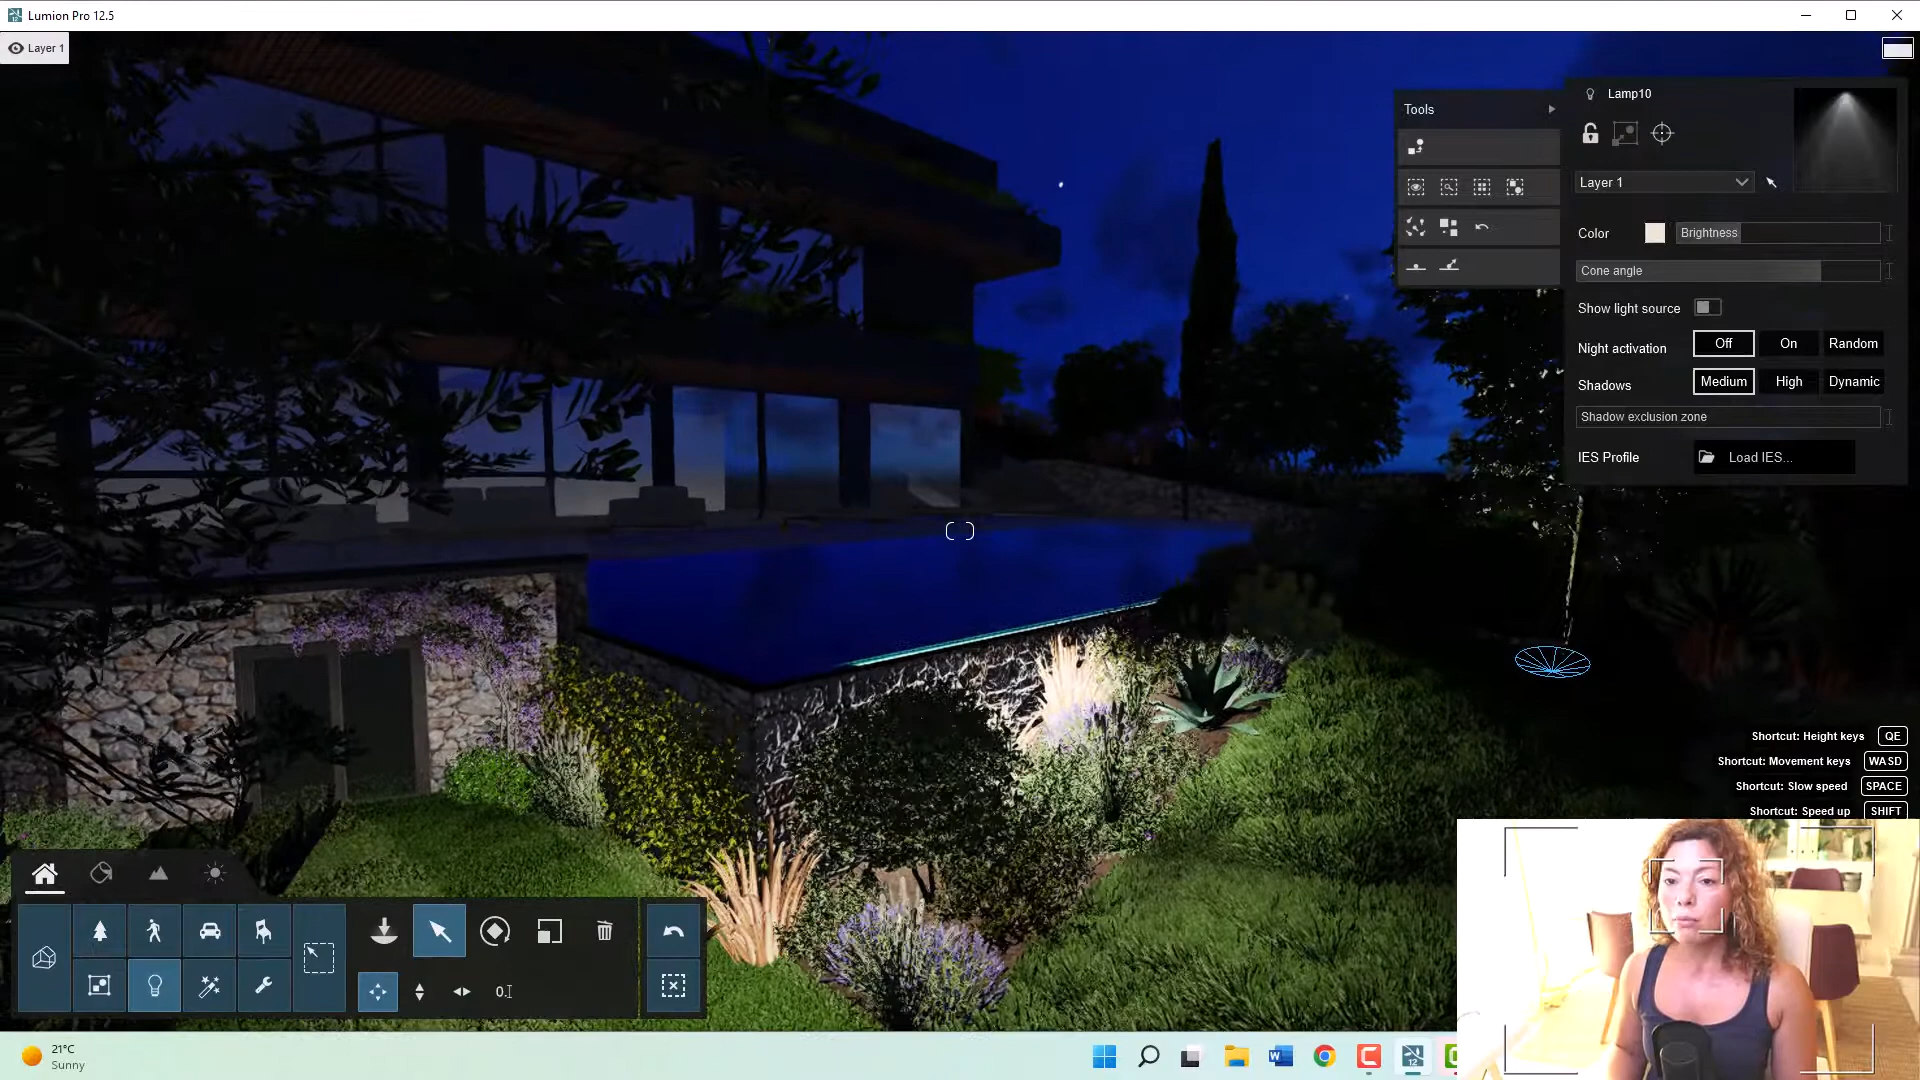 Lumion Pro 12.5
Layer 1
Tools
Lamp10
Layer 1
Color
Brightness
Cone angle
Show light source
Night activation
Off
On
Random
Shadows
Medium
High
Dynamic
Shadow exclusion zone
IES Profile
Load IES...
Shortcut: Height keys
QE
Shortcut: Movement keys
WASD
Shortcut: Slow speed
SPACE
Shortcut: Speed up
SHIFT
0.
21°C
Sunny
12